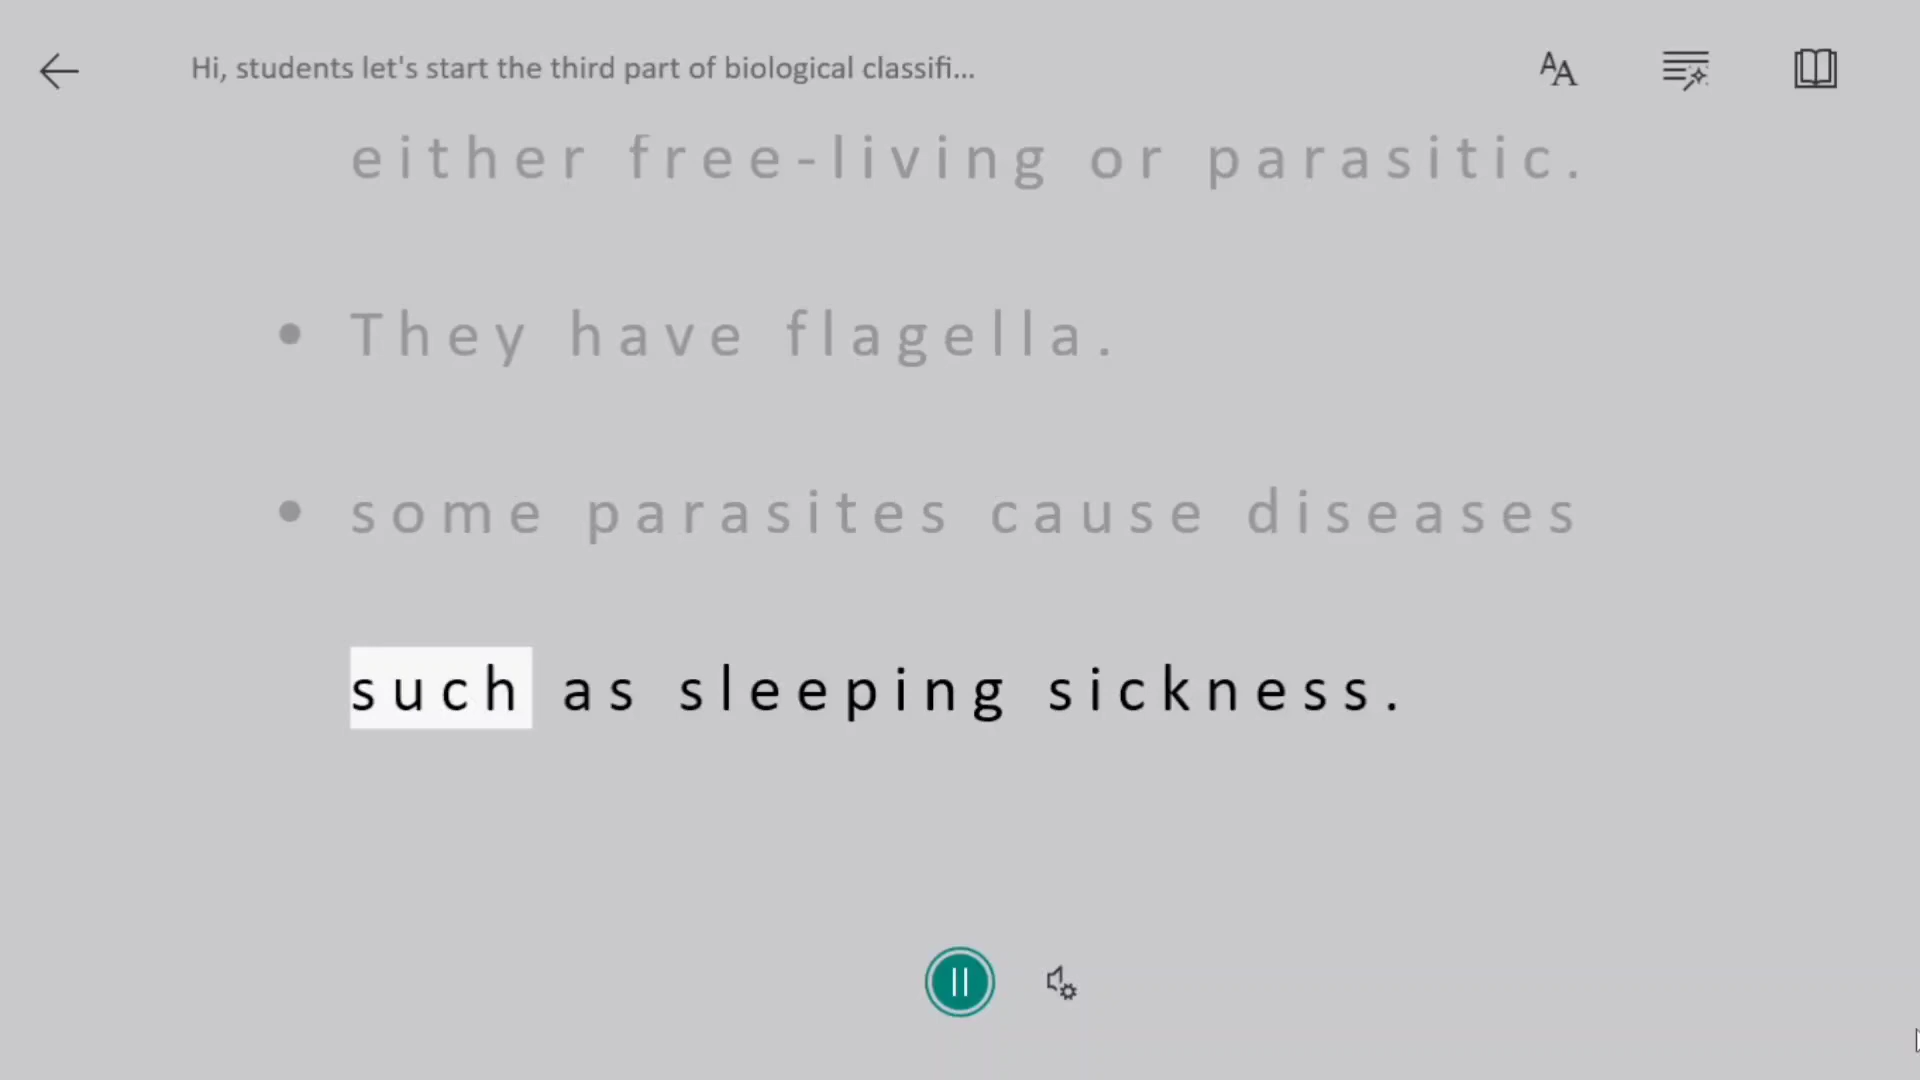 Hi, students let's start the third part of biological classifi...
either free-living or parasitic.
• They have flagella.
• some parasites cause diseases
such as sleeping sickness.